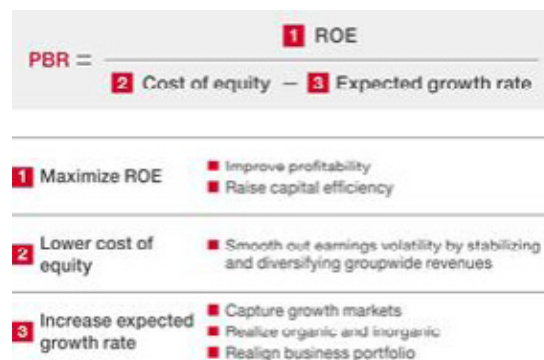 1 ROE
PBR =
2 Cost of equity − 3 Expected growth rate
1 Maximize ROE
■ Improve profitability
■ Raise capital efficiency
2 Lower cost of
equity
■ Smooth out earnings volatility by stabilizing
and diversifying groupwide revenues
3 Increase expected
growth rate
■ Capture growth markets
■ Realize organic and inorganic
■ Realign business portfolio